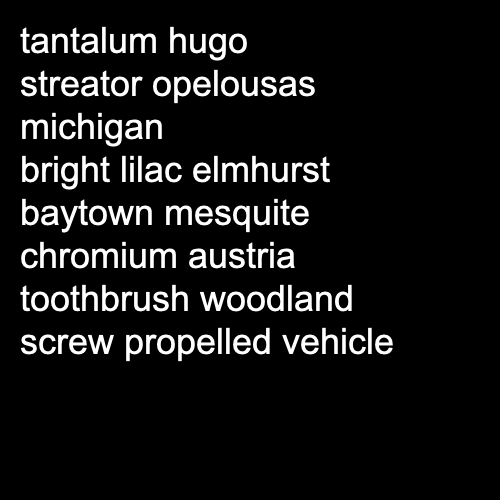 tantalum hugo
streator opelousas
michigan
bright lilac elmhurst
baytown mesquite
chromium austria
toothbrush woodland
screw propelled vehicle